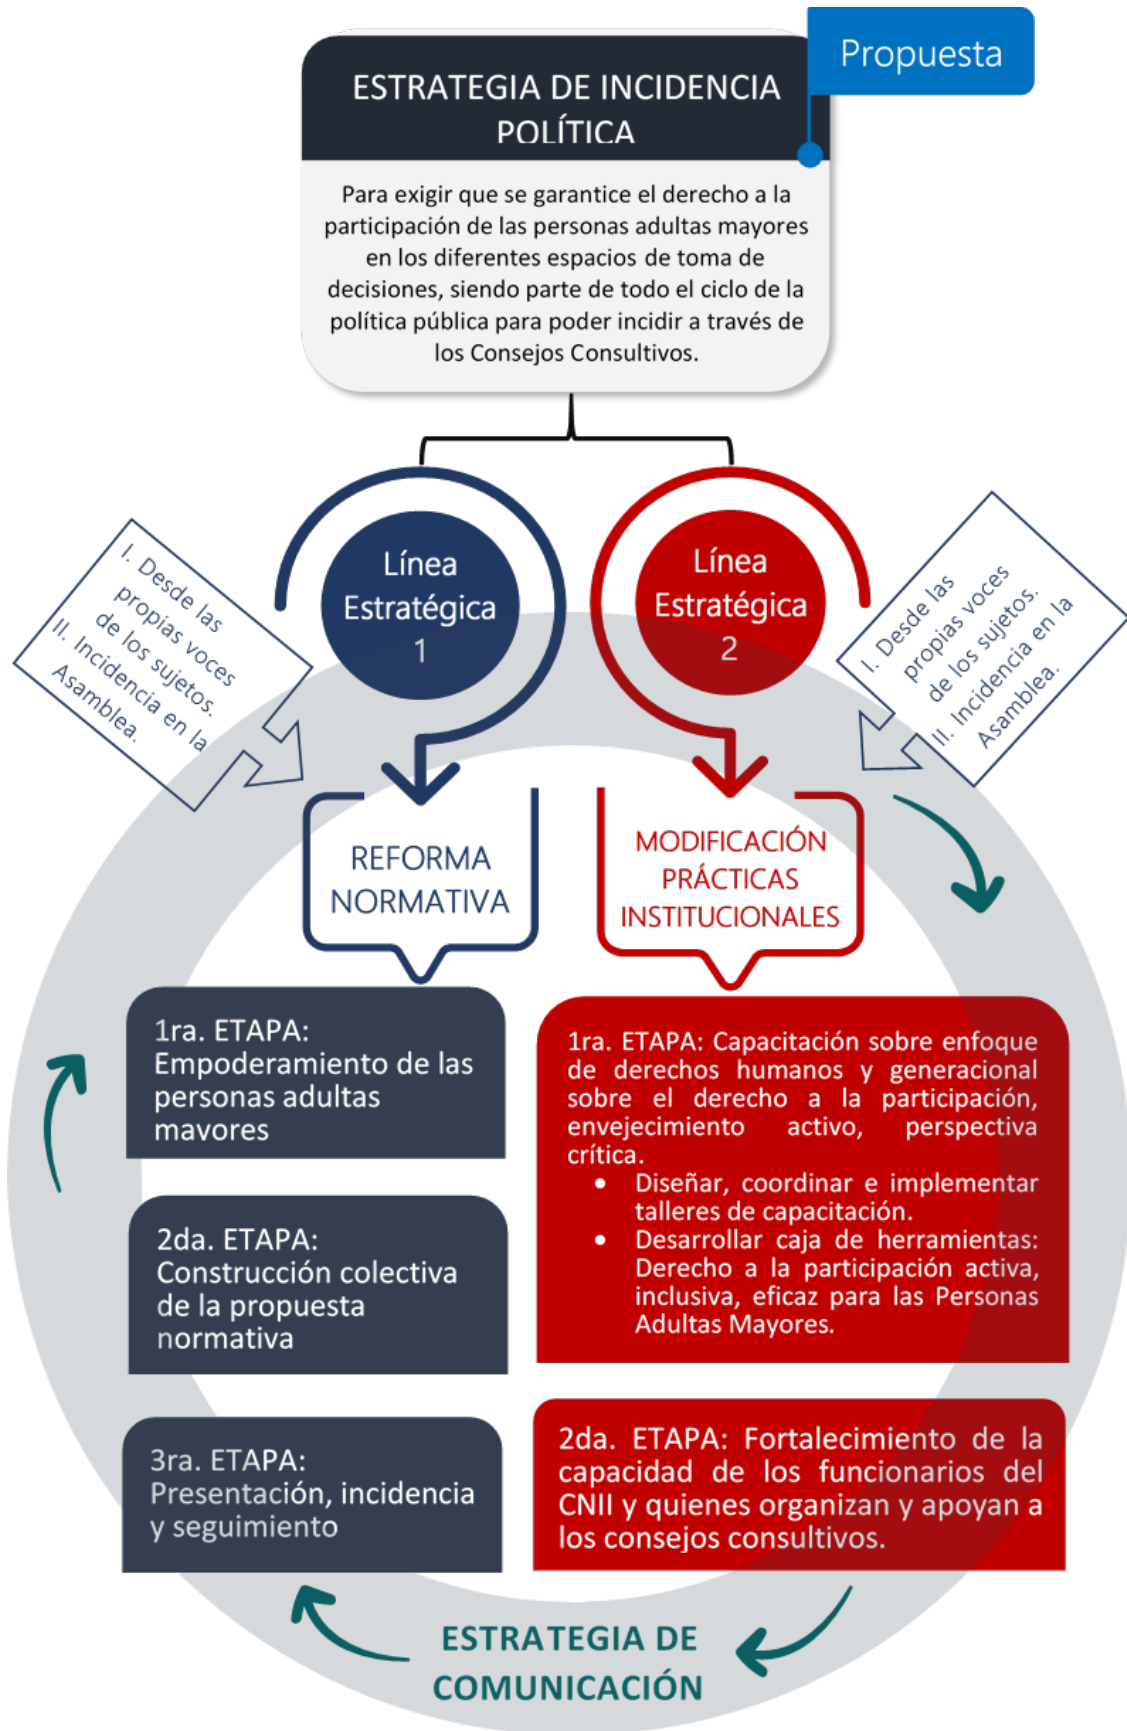 Propuesta
ESTRATEGIA DE INCIDENCIA
POLÍTICA
Para exigir que se garantice el derecho a la
participación de las personas adultas mayores
en los diferentes espacios de toma de
decisiones, siendo parte de todo el ciclo de la
política pública para poder incidir a través de
los Consejos Consultivos.
Línea
Estratégica
1
Línea
Estratégica
2
I. Desde las
propias voces
de los sujetos.
II. Incidencia en la
Asamblea.
I. Desde las
propias voces
de los sujetos.
II. Incidencia en la
Asamblea.
REFORMA
NORMATIVA
MODIFICACIÓN
PRÁCTICAS
INSTITUCIONALES
1ra. ETAPA:
Empoderamiento de las
personas adultas
mayores
2da. ETAPA:
Construcción colectiva
de la propuesta
normativa
3ra. ETAPA:
Presentación, incidencia
y seguimiento
1ra. ETAPA: Capacitación sobre enfoque
de derechos humanos y generacional
sobre el derecho a la participación,
envejecimiento activo, perspectiva
crítica.
• Diseñar, coordinar e implementar
talleres de capacitación.
• Desarrollar caja de herramientas:
Derecho a la participación activa,
inclusiva, eficaz para las Personas
Adultas Mayores.
2da. ETAPA: Fortalecimiento de la
capacidad de los funcionarios del
CNII y quienes organizan y apoyan a
los consejos consultivos.
ESTRATEGIA DE
COMUNICACIÓN